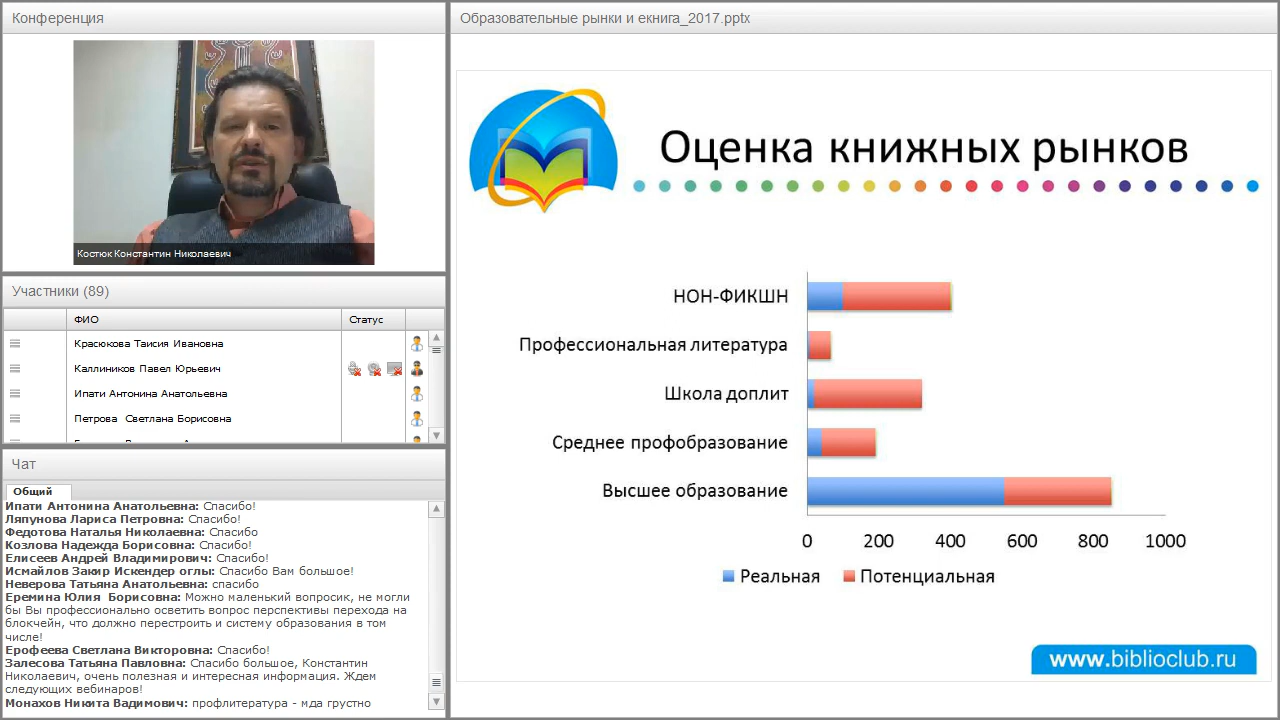 Конференция
Костюк Константин Николаевич
Участники (89)
ФИО
Статус
Красюкова Таисия Ивановна
Каллиников Павел Юрьевич
Ипати Антонина Анатольевна
Петрова Светлана Борисовна
Чат
Общий
Ипати Антонина Анатольевна: Спасибо!
Ляпунова Лариса Петровна: Спасибо!
Федотова Наталья Николаевна: Спасибо
Козлова Надежда Борисовна: Спасибо!
Елисеев Андрей Владимирович: Спасибо!
Исмайлов Закир Искендер оглы: Спасибо Вам большое!
Неверова Татьяна Анатольевна: спасибо
Еремина Юлия Борисовна: Можно маленький вопросик, не могли
бы Вы профессионально осветить вопрос перспективы перехода на
блокчейн, что должно перестроить и систему образования в том
числе!
Ерофеева Светлана Викторовна: Спасибо!
Залесова Татьяна Павловна: Спасибо большое, Константин
Николаевич, очень полезная и интересная информация. Ждем
следующих вебинаров!
Монахов Никита Вадимович: профлитература - мда грустно
Образовательные рынки и екнига_2017.pptx
Оценка книжных рынков
НОН-ФИКШН
Профессиональная литература
Школа доплит
Среднее профобразование
Высшее образование
0 200 400 600 800 1000
Реальная Потенциальная
www.biblioclub.ru